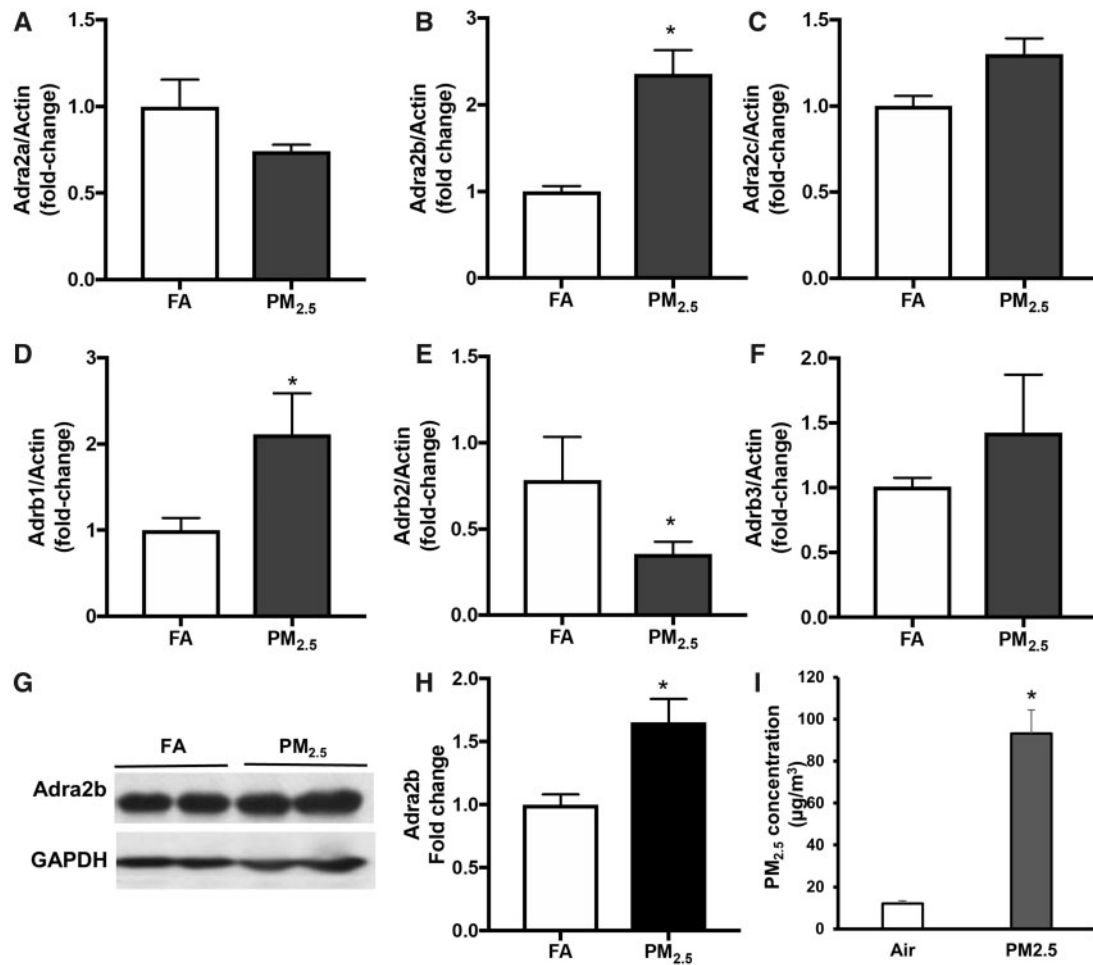 A
Adra2a/Actin
(fold-change)
1.5
1.0
0.5
0.0
FA
PM2.5
B
Adra2b/Actin
(fold change)
3
2
1
0
*
FA
PM2.5
C
Adra2c/Actin
(fold-change)
1.5
1.0
0.5
0.0
FA
PM2.5
D
Adrb1/Actin
(fold-change)
3
2
1
0
*
FA
PM2.5
E
Adrb2/Actin
(fold-change)
1.5
1.0
0.5
0.0
*
FA
PM2.5
F
Adrb3/Actin
(fold-change)
2.0
1.5
1.0
0.5
0.0
FA
PM2.5
G
FA
PM2.5
Adra2b
GAPDH
H
Adra2b
Fold change
2.0
1.5
1.0
0.5
0.0
*
FA
PM2.5
I
PM2.5 concentration
(µg/m³)
120
100
80
60
40
20
0
*
Air
PM2.5